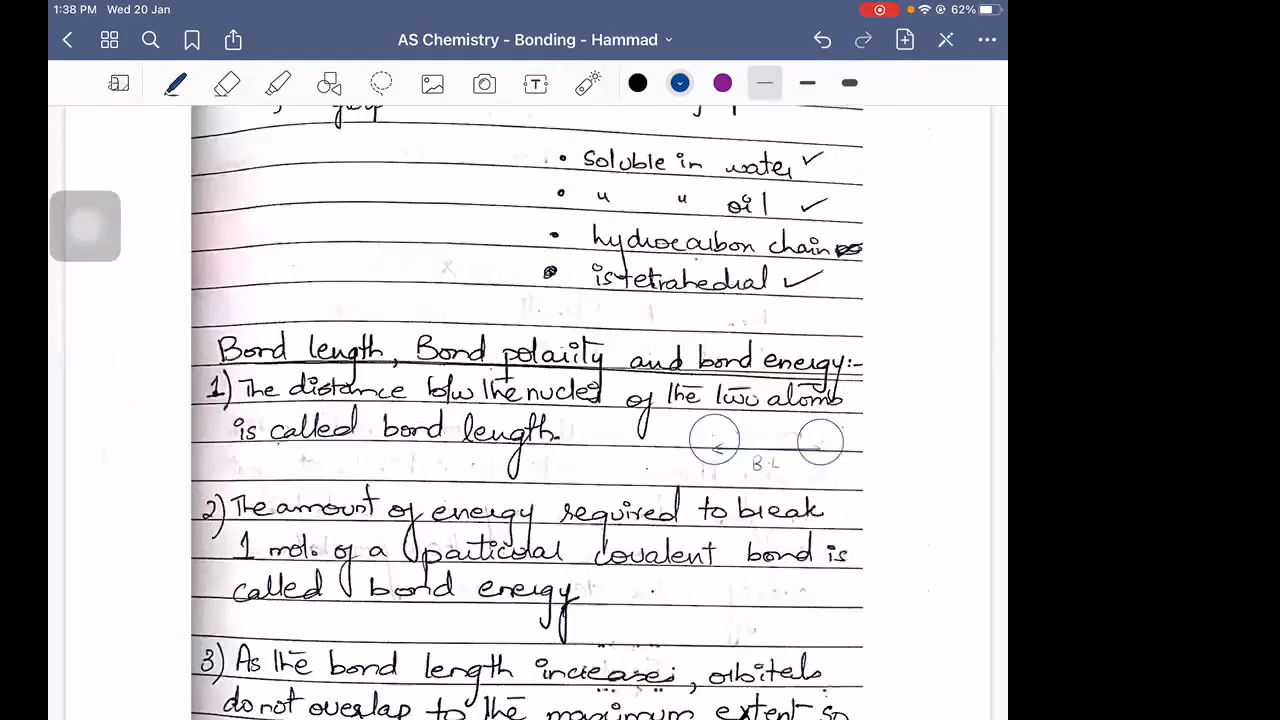 1:38 PM Wed 20 Jan
62%
AS Chemistry - Bonding - Hammad
T
• Soluble in water ✓
• " " oil ✓
• hydrocarbon chain
• is tetrahedral ✓
Bond length, Bond polarity and bond energy:-
1) The distance b/w the nuclei of the two atoms
is called bond length.
B.L
2) The amount of energy required to break
1 mol. of a particular covalent bond is
called bond energy
3) As the bond length increases, orbitals
do not overlap to the maximum extent so